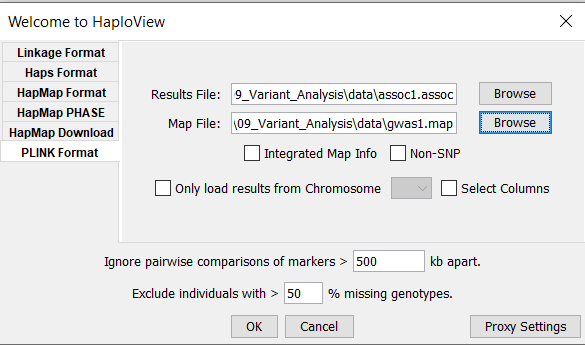 Welcome to HaploView
Linkage Format
Haps Format
HapMap Format
HapMap PHASE
HapMap Download
PLINK Format
Results File: 9_Variant_Analysis\data\assoc1.assoc Browse
Map File: \09_Variant_Analysis\data\gwas1.map Browse
Integrated Map Info Non-SNP
Only load results from Chromosome Select Columns
Ignore pairwise comparisons of markers > 500 kb apart.
Exclude individuals with > 50 % missing genotypes.
OK Cancel Proxy Settings